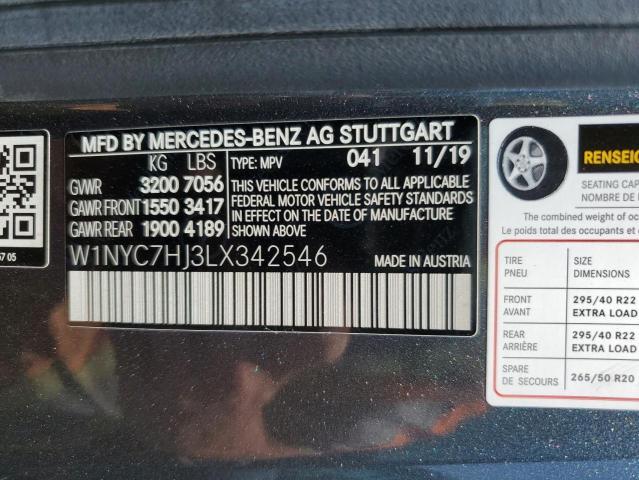 MFD BY MERCEDES-BENZ AG STUTTGART
KG LBS TYPE: MPV 041 11/19
GVWR 3200 7056
GAWR FRONT 1550 3417
GAWR REAR 1900 4189
THIS VEHICLE CONFORMS TO ALL APPLICABLE
FEDERAL MOTOR VEHICLE SAFETY STANDARDS
IN EFFECT ON THE DATE OF MANUFACTURE
SHOWN ABOVE
W1NYC7HJ3LX342546 MADE IN AUSTRIA
RENSEIGN
SEATING CAP
NOMBRE DE P
The combined weight of oc
Le poids total des occupants et d
TIRE SIZE
PNEU DIMENSIONS
FRONT 295/40 R22
AVANT EXTRA LOAD
REAR 295/40 R22
ARRIÈRE EXTRA LOAD
SPARE 265/50 R20
DE SECOURS